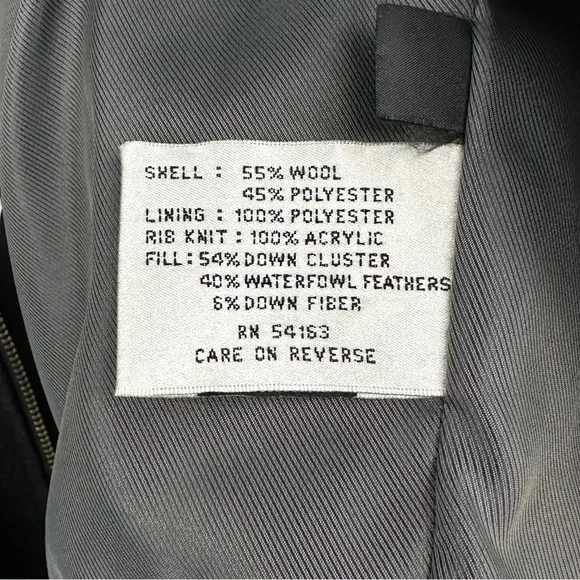 SHELL : 55% WOOL
45% POLYESTER
LINING : 100% POLYESTER
RIB KNIT : 100% ACRYLIC
FILL : 54% DOWN CLUSTER
40% WATERFOWL FEATHERS
6% DOWN FIBER
RN 54163
CARE ON REVERSE